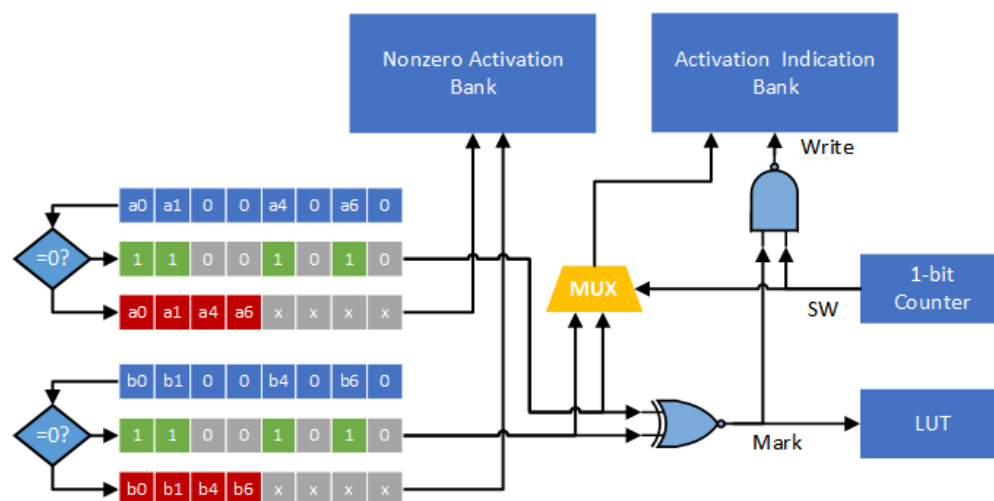 Nonzero Activation
Bank
Activation Indication
Bank
Write
a0 a1 0 0 a4 0 a6 0
=0?
1 1 0 0 1 0 1 0
a0 a1 a4 a6 x x x x
MUX
SW
1-bit
Counter
b0 b1 0 0 b4 0 b6 0
=0?
1 1 0 0 1 0 1 0
b0 b1 b4 b6 x x x x
Mark
LUT